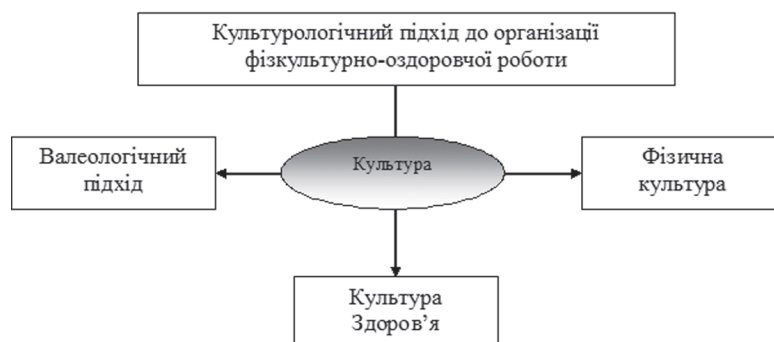 Культурологічний підхід до організації
фізкультурно-оздоровчої роботи
Валеологічний
підхід
Культура
Фізична
культура
Культура
Здоров’я